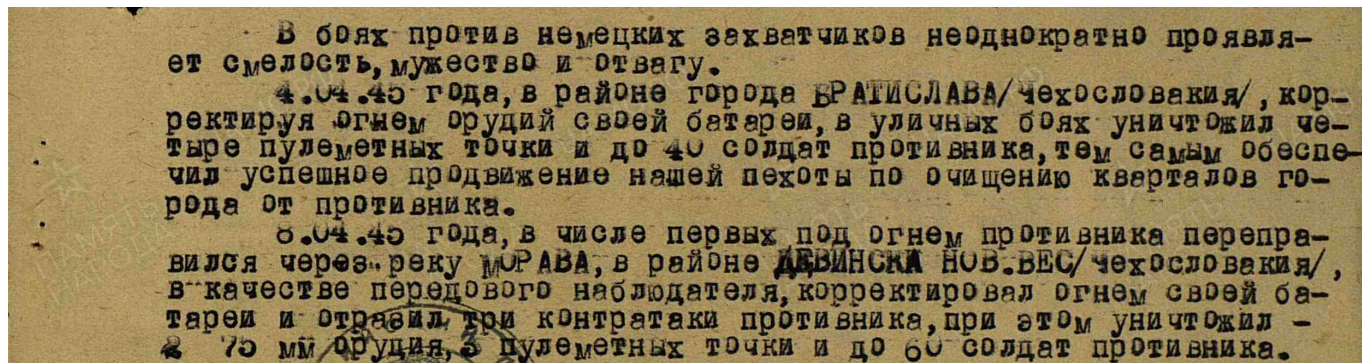 В боях против немецких захватчиков неоднократно проявля-
ет смелость, мужество и отвагу.
4.04.45 года, в районе города БРАТИСЛАВА/Чехословакия/, кор-
ректируя огнем орудий своей батареи, в уличных боях уничтожил че-
тыре пулеметных точки и до 40 солдат противника, тем самым обеспе-
чил успешное продвижение нашей пехоты по очищению кварталов го-
рода от противника.
8.04.45 года, в числе первых под огнем противника перепра-
вился через реку МОРАВА, в районе ДЕВИНСКА НОВ.ВЕС/Чехословакия/,
в качестве передового наблюдателя, корректировал огнем своей ба-
тареи и отразил три контратаки противника, при этом уничтожил -
2 75 мм орудия, 3 пулеметных точки и до 60 солдат противника.
ПАМЯТЬ
НАРОДА